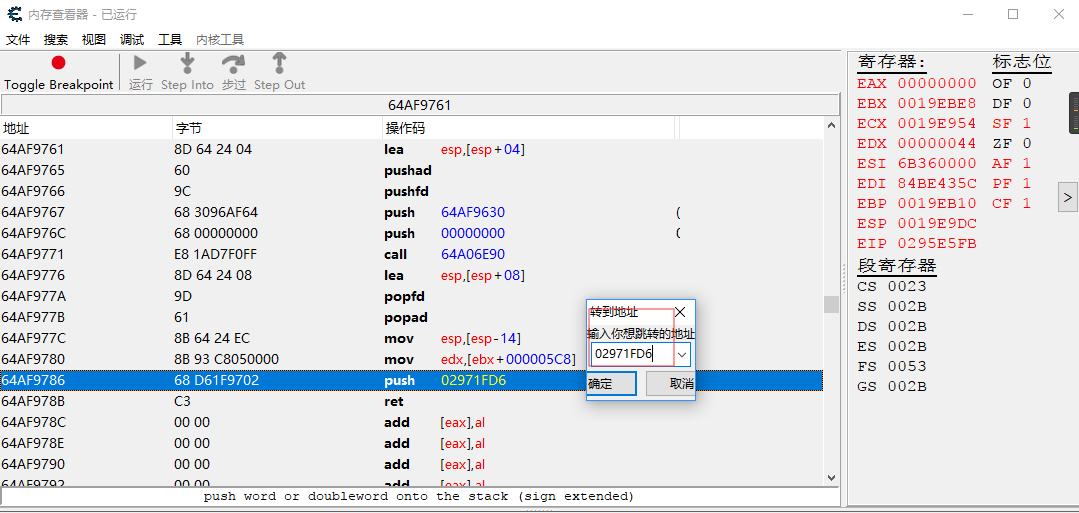 内存查看器 - 已运行
文件 搜索 视图 调试 工具 内核工具
Toggle Breakpoint 运行 Step Into 步过 Step Out
64AF9761
地址 字节 操作码
64AF9761 8D 64 24 04 lea esp,[esp+04]
64AF9765 60 pushad
64AF9766 9C pushfd
64AF9767 68 3096AF64 push 64AF9630 (
64AF976C 68 00000000 push 00000000 (
64AF9771 E8 1AD7F0FF call 64A06E90
64AF9776 8D 64 24 08 lea esp,[esp+08]
64AF977A 9D popfd
64AF977B 61 popad
64AF977C 8B 64 24 EC mov esp,[esp-14]
64AF9780 8B 93 C8050000 mov edx,[ebx+000005C8]
64AF9786 68 D61F9702 push 02971FD6
64AF978B C3 ret
64AF978C 00 00 add [eax],al
64AF978E 00 00 add [eax],al
64AF9790 00 00 add [eax],al
64AF9792 00 00 add [eax],al
push word or doubleword onto the stack (sign extended)
转到地址
输入你想跳转的地址
02971FD6
确定 取消
寄存器: 标志位
EAX 00000000 OF 0
EBX 0019EBE8 DF 0
ECX 0019E954 SF 1
EDX 00000044 ZF 0
ESI 6B360000 AF 1
EDI 84BE435C PF 1
EBP 0019EB10 CF 1
ESP 0019E9DC
EIP 0295E5FB
段寄存器
CS 0023
SS 002B
DS 002B
ES 002B
FS 0053
GS 002B
>